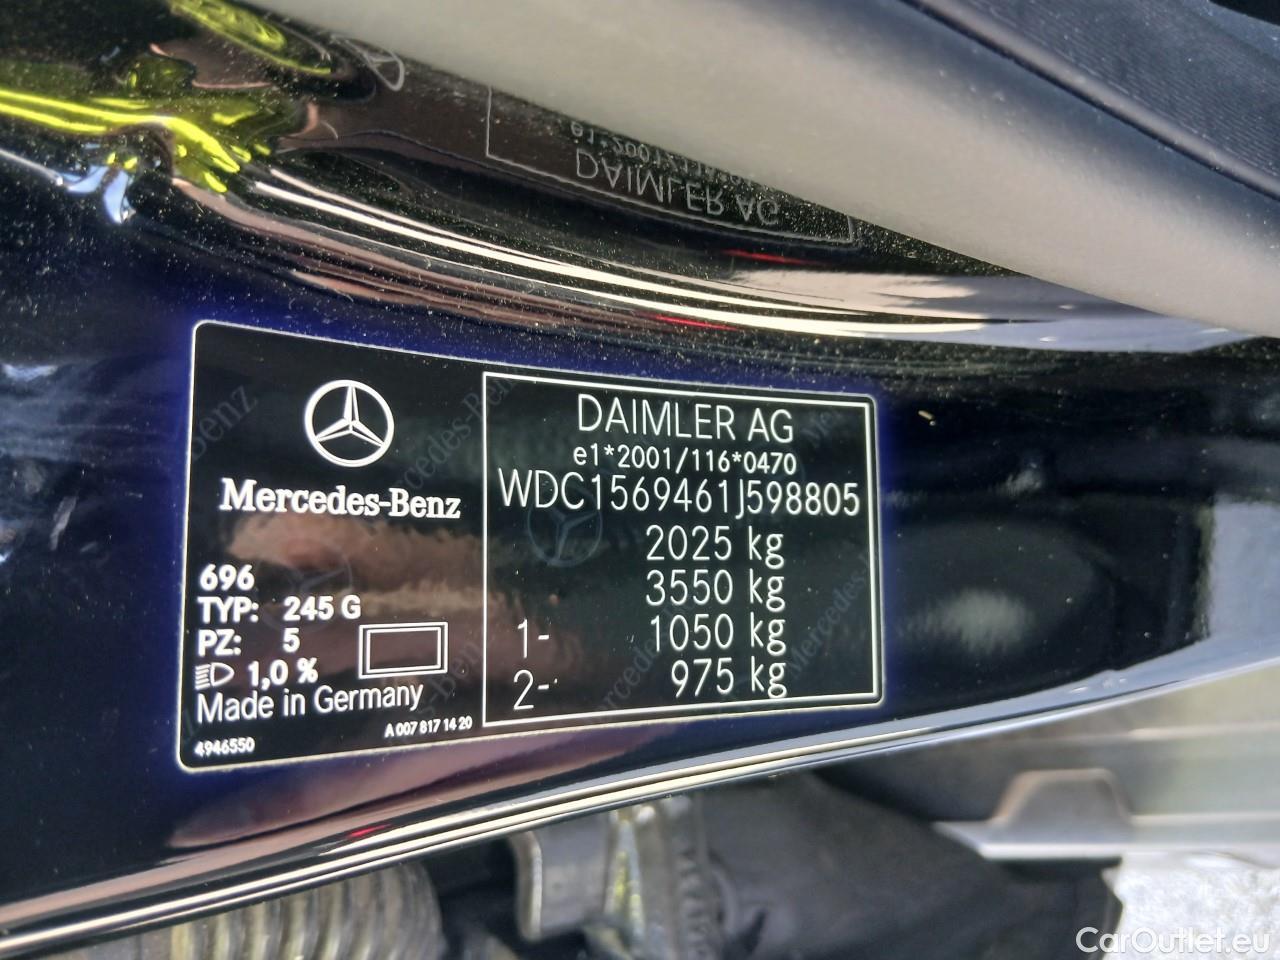 DAIMLER AG
Mercedes-Benz
DAIMLER AG
e1*2001/116*0470
WDC1569461J598805
2025 kg
3550 kg
1- 1050 kg
2- 975 kg
696
TYP: 245 G
PZ: 5
1,0 %
Made in Germany
4946550
A 007 817 14 20
CarOutlet.eu